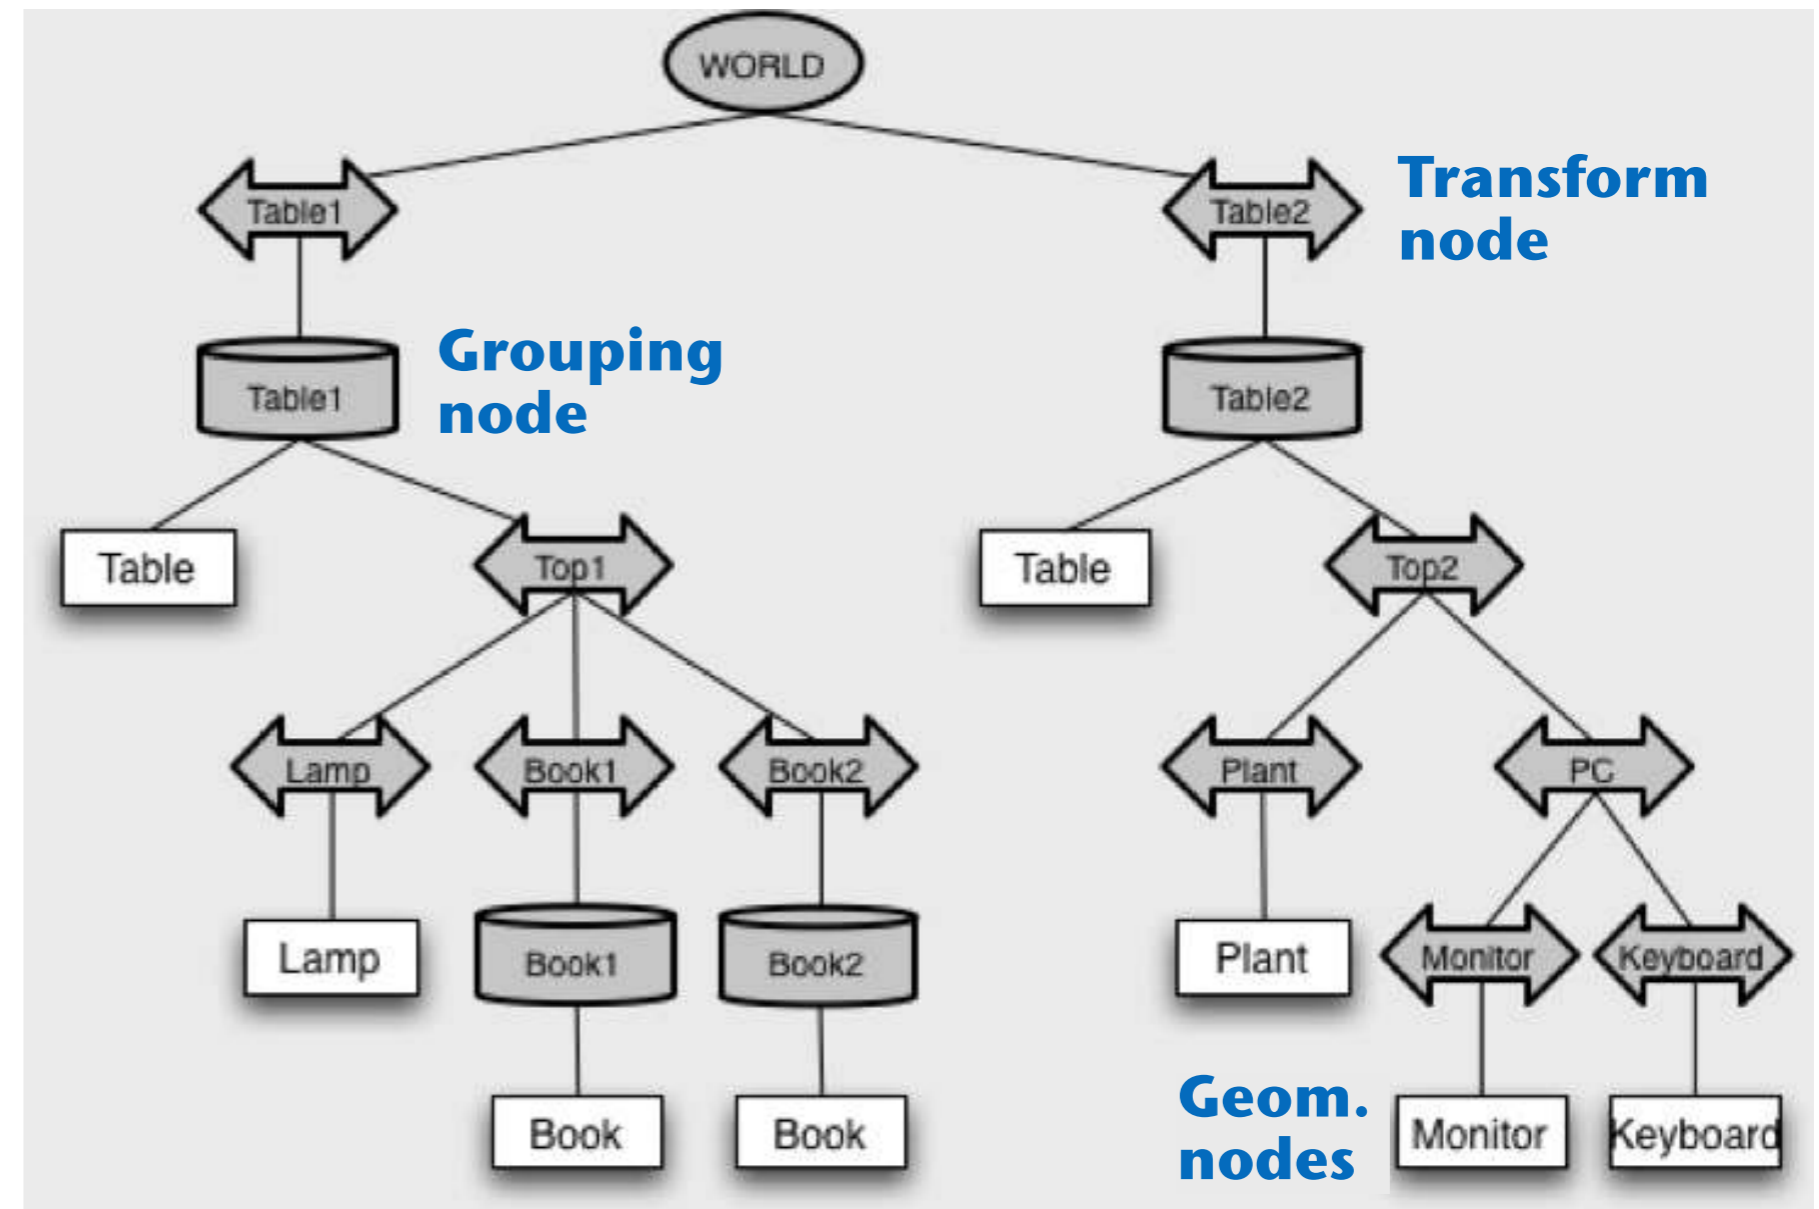 WORLD
Table1
Table2
Transform
node
Table1
Grouping
node
Table2
Table
Top1
Table
Top2
Lamp
Book1
Book2
Plant
PC
Lamp
Book1
Book2
Plant
Monitor
Keyboard
Book
Book
Geom.
nodes
Monitor
Keyboard